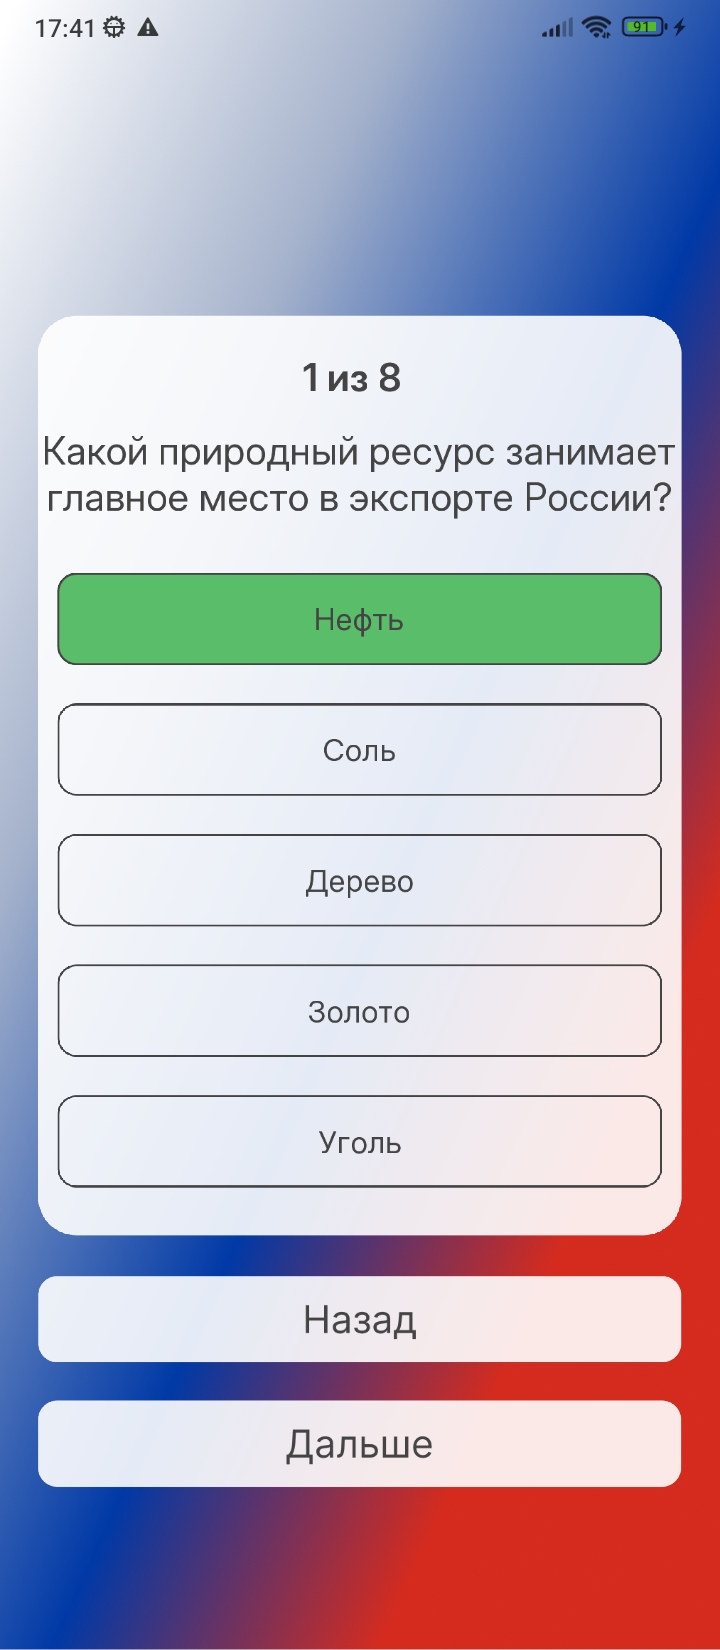 17:41
91
1 из 8
Какой природный ресурс занимает
главное место в экспорте России?
Нефть
Соль
Дерево
Золото
Уголь
Назад
Дальше